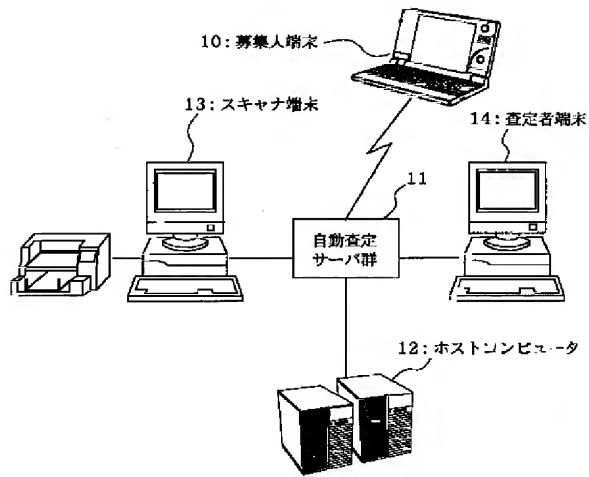 10：募集人端末
13：スキャナ端末
14：査定者端末
11
自動査定
サーバ群
12：ホストコンピュータ